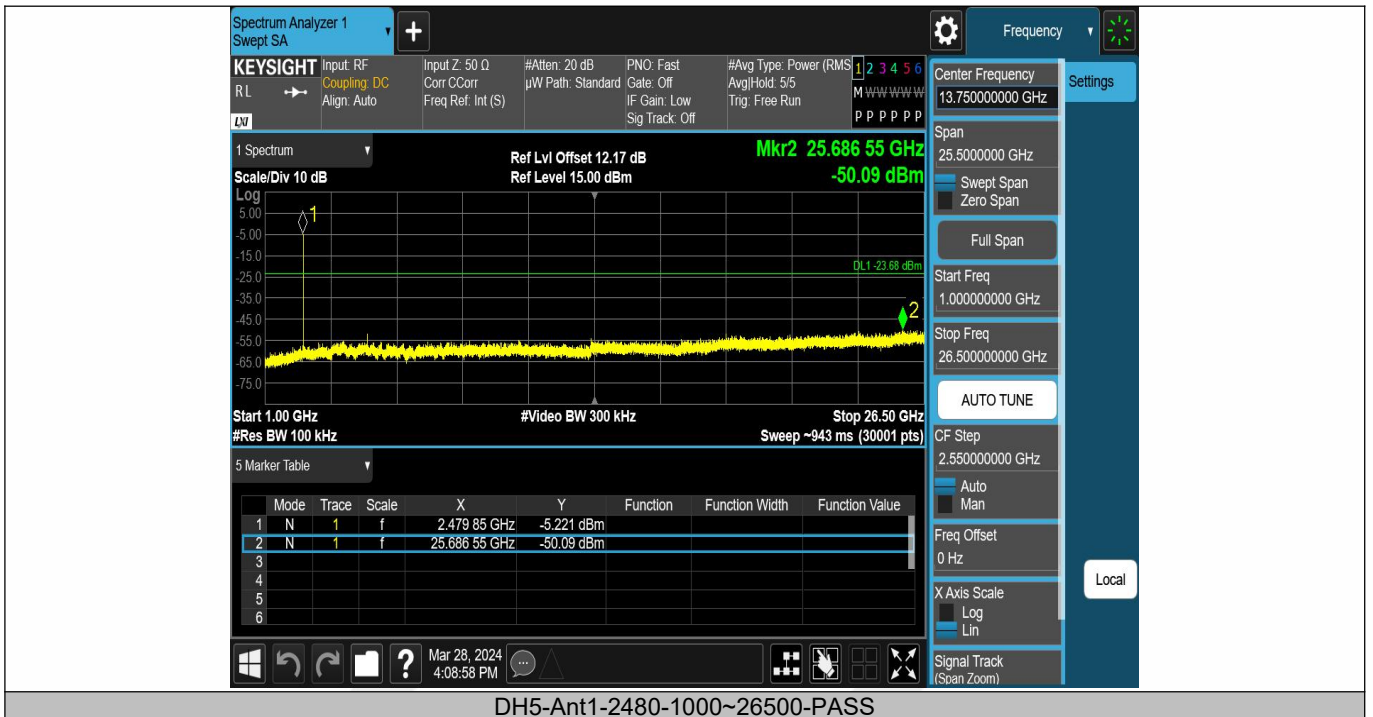 Spectrum Analyzer 1
Swept SA
Frequency
KEYSIGHT
RL
LXI
Input: RF
Coupling: DC
Align: Auto
Input Z: 50 Ω
Corr CCorr
Freq Ref: Int (S)
#Atten: 20 dB
µW Path: Standard
PNO: Fast
Gate: Off
IF Gain: Low
Sig Track: Off
#Avg Type: Power (RMS
Avg|Hold: 5/5
Trig: Free Run
1 2 3 4 5 6
M W W W W W
P P P P P P
1 Spectrum
Scale/Div 10 dB
Ref Lvl Offset 12.17 dB
Ref Level 15.00 dBm
Mkr2 25.686 55 GHz
-50.09 dBm
Log
5.00
-5.00
-15.0
-25.0
-35.0
-45.0
-55.0
-65.0
-75.0
1
DL1 -23.68 dBm
2
Start 1.00 GHz
#Video BW 300 kHz
Stop 26.50 GHz
#Res BW 100 kHz
Sweep ~943 ms (30001 pts)
5 Marker Table
Mode Trace Scale X Y Function Function Width Function Value
1 N 1 f 2.479 85 GHz -5.221 dBm
2 N 1 f 25.686 55 GHz -50.09 dBm
3
4
5
6
?
Mar 28, 2024
4:08:58 PM
Center Frequency
13.750000000 GHz
Settings
Span
25.5000000 GHz
Swept Span
Zero Span
Full Span
Start Freq
1.000000000 GHz
Stop Freq
26.500000000 GHz
AUTO TUNE
CF Step
2.550000000 GHz
Auto
Man
Freq Offset
0 Hz
X Axis Scale
Log
Lin
Local
Signal Track
(Span Zoom)
DH5-Ant1-2480-1000~26500-PASS